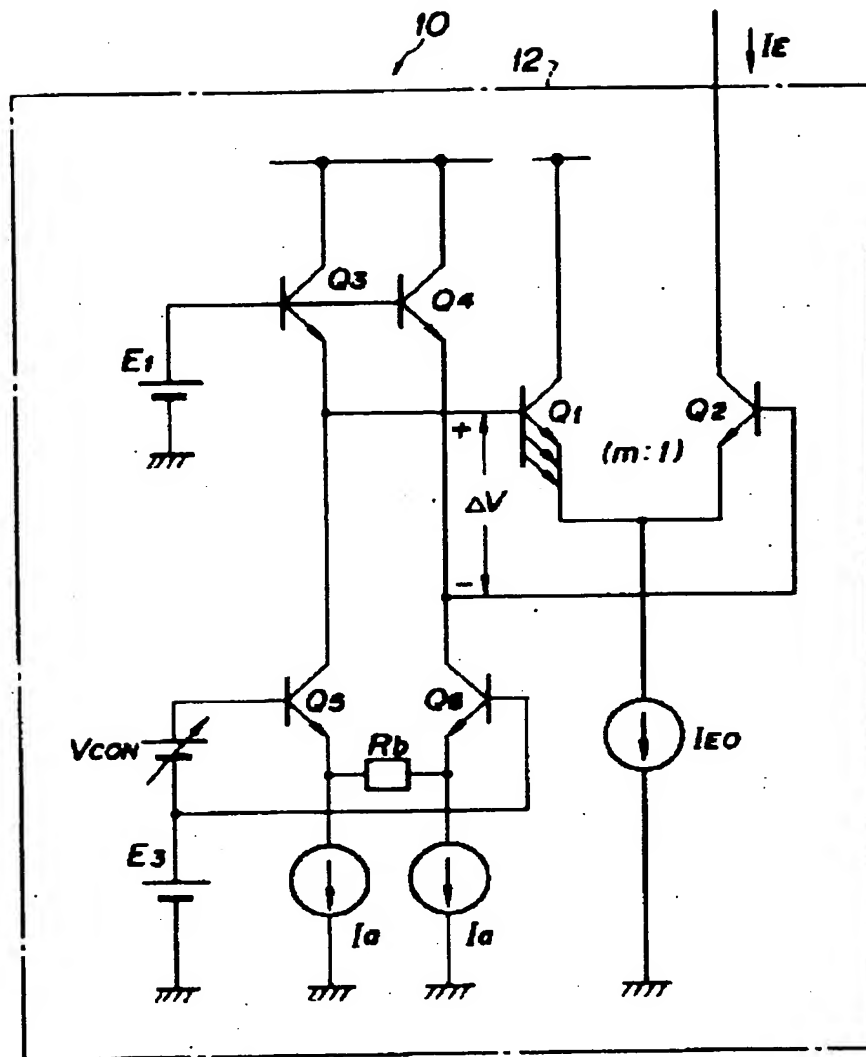 10
12
IE
Q3
Q4
E1
+
Q1
Q2
(m:1)
ΔV
-
Q5
Q6
IEO
VCON
Rb
E3
Ia
Ia